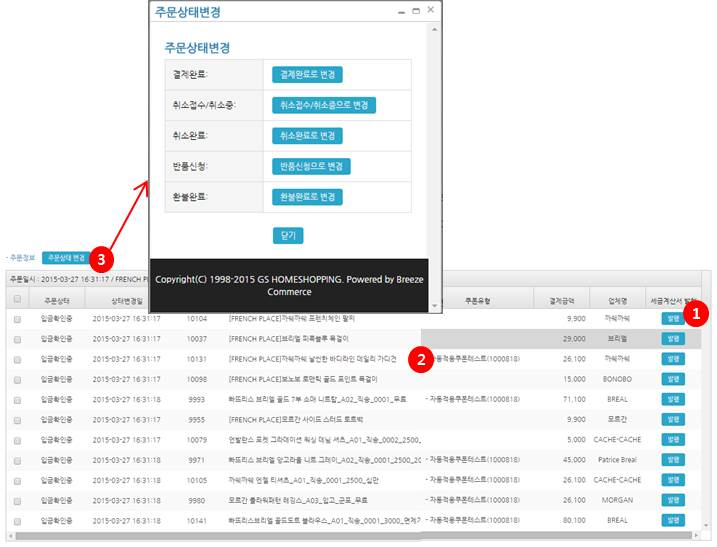 주문상태변경
주문상태변경
결제완료: 결제완료로 변경
취소접수/취소중: 취소접수/취소중으로 변경
취소완료: 취소완료로 변경
반품신청: 반품신청으로 변경
환불완료: 환불완료로 변경
닫기
Copyright(C) 1998-2015 GS HOMESHOPPING. Powered by Breeze
Commerce
· 주문정보 주문상태 변경 3
주문일시 : 2015-03-27 16:31:17 / FRENCH PL
주문상태 상태변경일 쿠폰유형 결제금액 업체명 세금계산서 발행
1
입금확인중 2015-03-27 16:31:17 10104 [FRENCH PLACE]까쉐까쉐 프렌치체인 팔찌 9,900 까쉐까쉐 발행
입금확인중 2015-03-27 16:31:17 10037 [FRENCH PLACE]브리엘 피콕블루 목걸이 29,000 브리엘 발행
입금확인중 2015-03-27 16:31:17 10131 [FRENCH PLACE]까쉐까쉐 날씬한 바디라인 데일리 가디건 2 - 자동적용쿠폰테스트(1000818) 26,100 까쉐까쉐 발행
입금확인중 2015-03-27 16:31:17 10098 [FRENCH PLACE]보노보 로맨틱 골드 포인트 목걸이 15,000 BONOBO 발행
입금확인중 2015-03-27 16:31:18 9993 빠뜨리스 브리엘 골드 7부 소매 니트탑_A02_직송_0001_무료 - 자동적용쿠폰테스트(1000818) 71,100 BREAL 발행
입금확인중 2015-03-27 16:31:17 9955 [FRENCH PLACE]모르간 사이드 스터드 토트백 9,900 모르간 발행
입금확인중 2015-03-27 16:31:17 10079 언발란스 포켓 그라데이션 워싱 데님 셔츠_A01_직송_0002_2500_ 5,000 CACHE-CACHE 발행
입금확인중 2015-03-27 16:31:18 9971 빠뜨리스 브리엘 앙고라울 니트 그레이_A02_직송_0001_2500_20 - 자동적용쿠폰테스트(1000818) 45,000 Patrice Breal 발행
입금확인중 2015-03-27 16:31:18 10105 까쉐까쉐 엔젤 티셔츠_A01_직송_0001_2500_십만 - 자동적용쿠폰테스트(1000818) 26,100 CACHE-CACHE 발행
입금확인중 2015-03-27 16:31:18 9980 모르간 플라워패턴 레깅스_A03_입고_군포_무료 - 자동적용쿠폰테스트(1000818) 26,100 MORGAN 발행
입금확인중 2015-03-27 16:31:18 10141 빠뜨리스브리엘 골드도트 블라우스_A01_직송_0001_3000_면제7 - 자동적용쿠폰테스트(1000818) 80,100 BREAL 발행